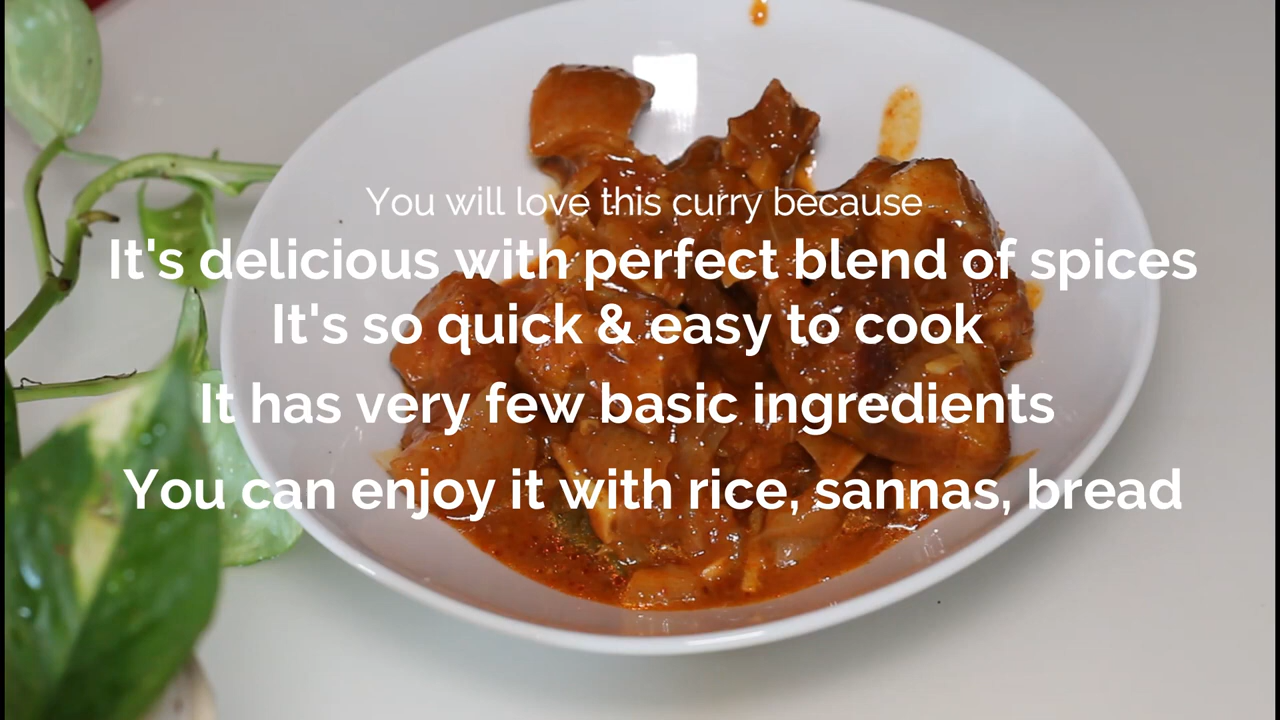 You will love this curry because
It's delicious with perfect blend of spices
It's so quick & easy to cook
It has very few basic ingredients
You can enjoy it with rice, sannas, bread